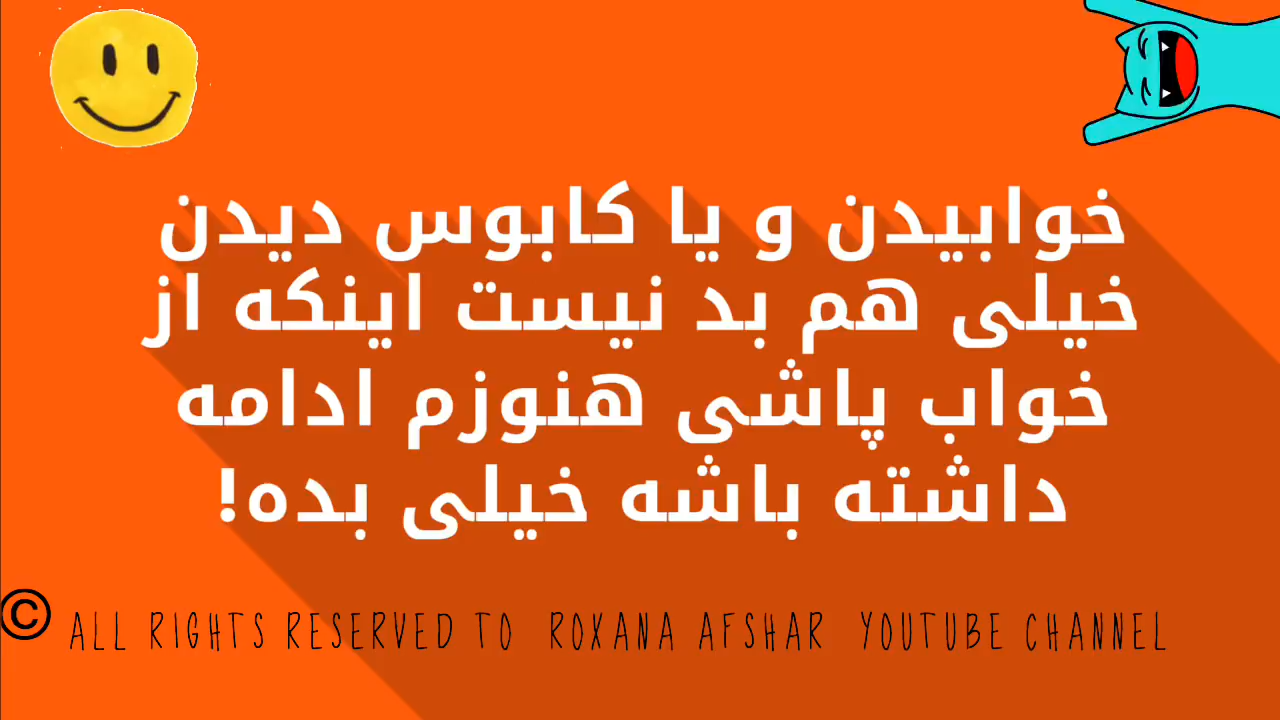 خوابیدن و یا کابوس دیدن
خیلی هم بد نیست اینکه از
خواب پاشی هنوزم ادامه
داشته باشه خیلی بده!
© ALL RIGHTS RESERVED TO ROXANA AFSHAR YOUTUBE CHANNEL